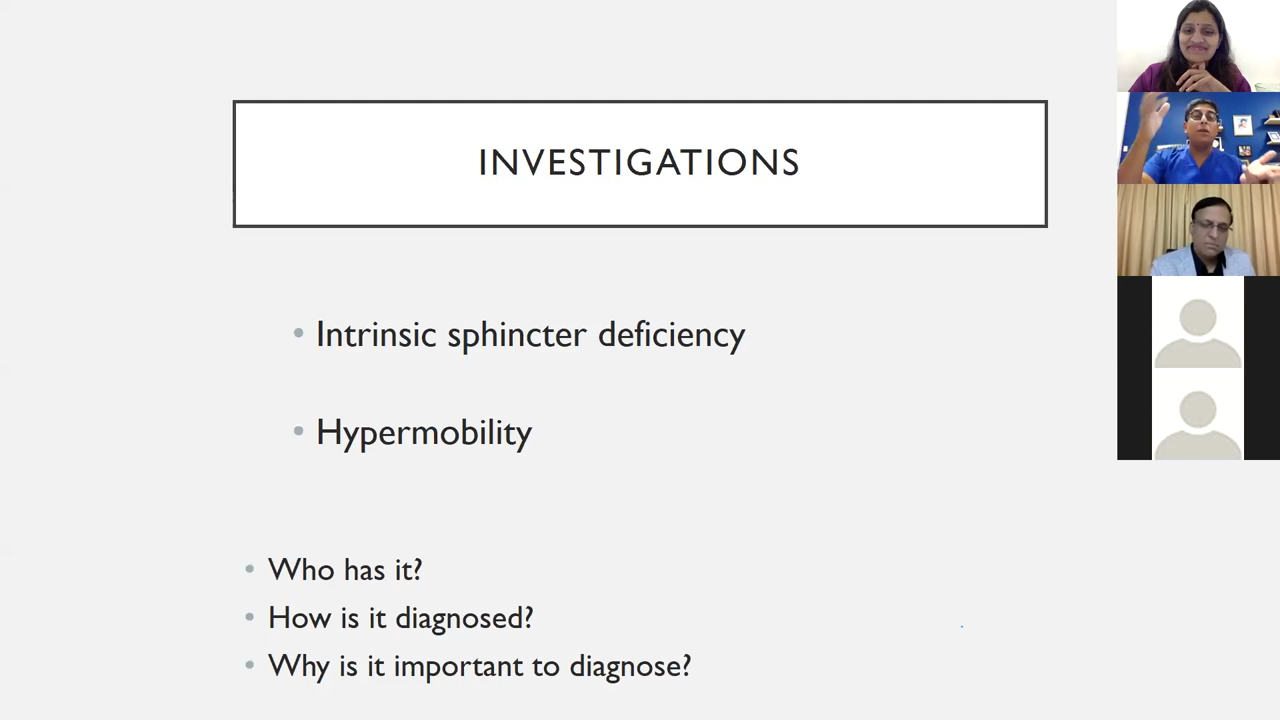 INVESTIGATIONS
• Intrinsic sphincter deficiency
• Hypermobility
• Who has it?
• How is it diagnosed?
• Why is it important to diagnose?